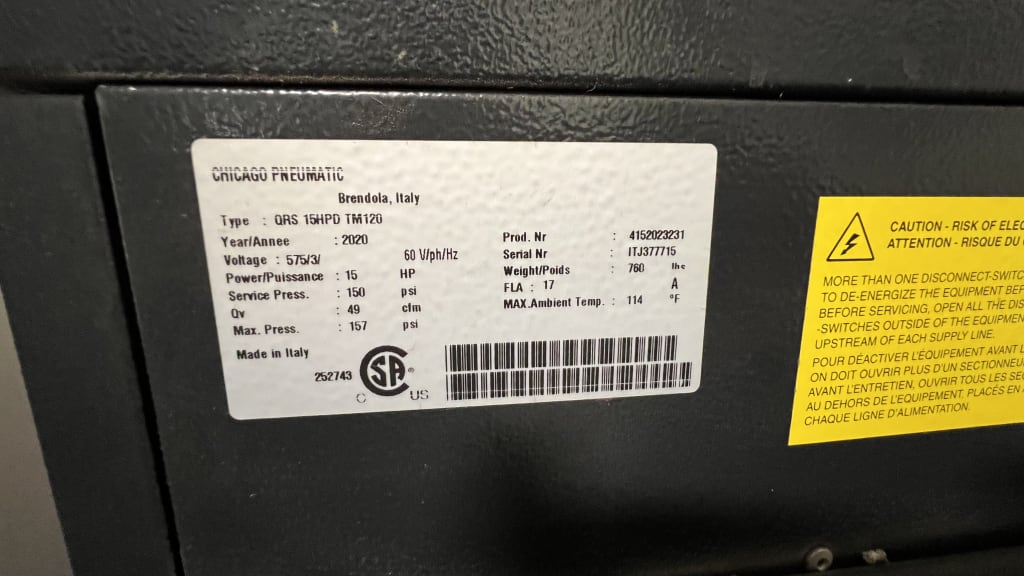 CHICAGO PNEUMATIC
Brendola, Italy
Type : QRS 15HPD TM120
Year/Annee : 2020
Voltage : 575/3/ 60 V/ph/Hz
Power/Puissance : 15 HP
Service Press. : 150 psi
Qv : 49 cfm
Max. Press. : 157 psi
Prod. Nr : 4152023231
Serial Nr : ITJ377715
Weight/Poids : 760 lbs
FLA : 17 A
MAX.Ambient Temp. : 114 °F
Made in Italy
252743
CSA®
C US
CAUTION - RISK OF ELEC
ATTENTION - RISQUE DU
MORE THAN ONE DISCONNECT-SWITC
TO DE-ENERGIZE THE EQUIPMENT BEF
BEFORE SERVICING, OPEN ALL THE DIS
-SWITCHES OUTSIDE OF THE EQUIPMEN
UPSTREAM OF EACH SUPPLY LINE.
POUR DÉACTIVER L'ÉQUIPEMENT AVANT L
ON DOIT OUVRIR PLUS D'UN SECTIONNEU
AVANT L'ENTRETIEN, OUVRIR TOUS LES SE
AU DEHORS DE L'EQUIPEMENT, PLACÉS EN
CHAQUE LIGNE D'ALIMENTATION.